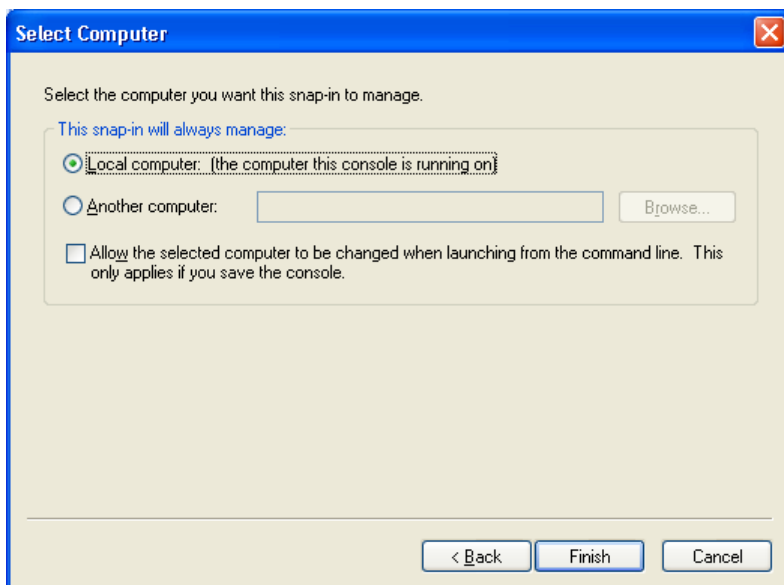 Select Computer
Select the computer you want this snap-in to manage.
This snap-in will always manage:
Local computer: (the computer this console is running on)
Another computer:
Browse...
Allow the selected computer to be changed when launching from the command line. This
only applies if you save the console.
< Back
Finish
Cancel